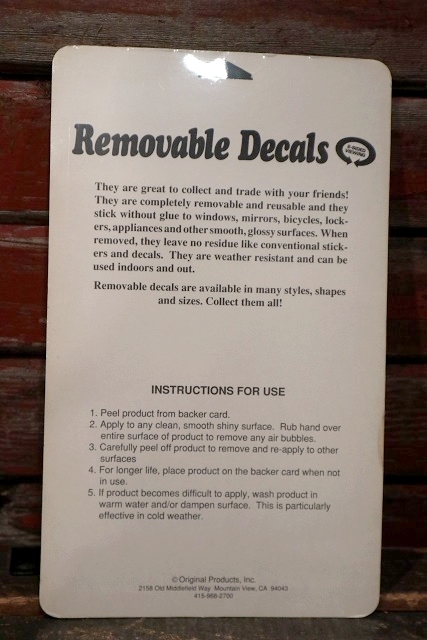 Removable Decals
2-SIDED
VIEWING
They are great to collect and trade with your friends!
They are completely removable and reusable and they
stick without glue to windows, mirrors, bicycles, lock-
ers, appliances and other smooth, glossy surfaces. When
removed, they leave no residue like conventional stick-
ers and decals. They are weather resistant and can be
used indoors and out.
Removable decals are available in many styles, shapes
and sizes. Collect them all!
INSTRUCTIONS FOR USE
1. Peel product from backer card.
2. Apply to any clean, smooth shiny surface. Rub hand over
entire surface of product to remove any air bubbles.
3. Carefully peel off product to remove and re-apply to other
surfaces
4. For longer life, place product on the backer card when not
in use.
5. If product becomes difficult to apply, wash product in
warm water and/or dampen surface. This is particularly
effective in cold weather.
© Original Products, Inc.
2158 Old Middlefield Way Mountain View, CA 94043
415-968-2700